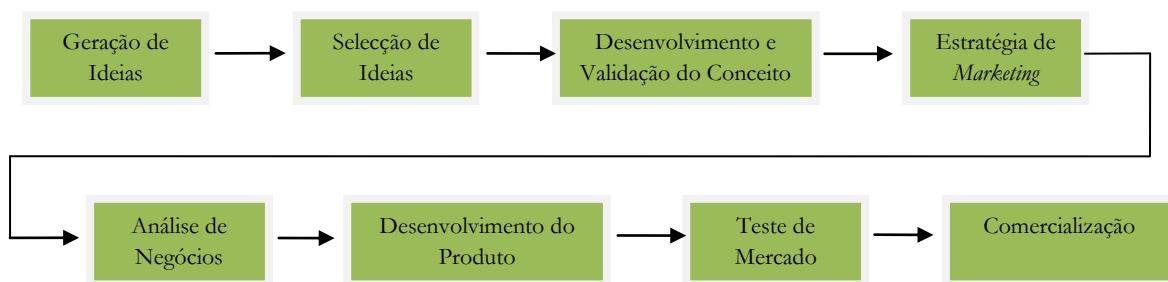 Geração de
Ideias
Selecção de
Ideias
Desenvolvimento e
Validação do Conceito
Estratégia de
Marketing
Análise de
Negócios
Desenvolvimento do
Produto
Teste de
Mercado
Comercialização